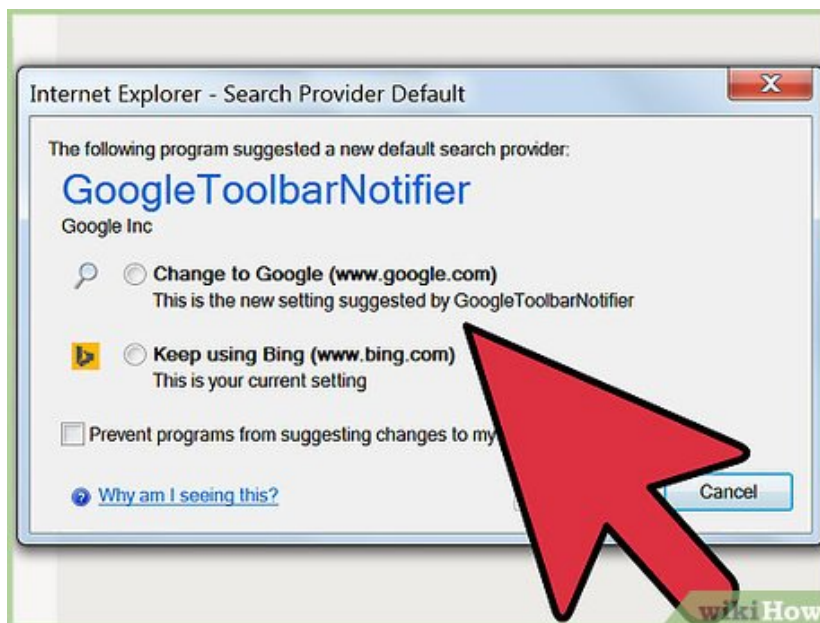 Internet Explorer - Search Provider Default
The following program suggested a new default search provider:
GoogleToolbarNotifier
Google Inc
Change to Google (www.google.com)
This is the new setting suggested by GoogleToolbarNotifier
Keep using Bing (www.bing.com)
This is your current setting
Prevent programs from suggesting changes to my
Why am I seeing this?
Cancel
wikiHow